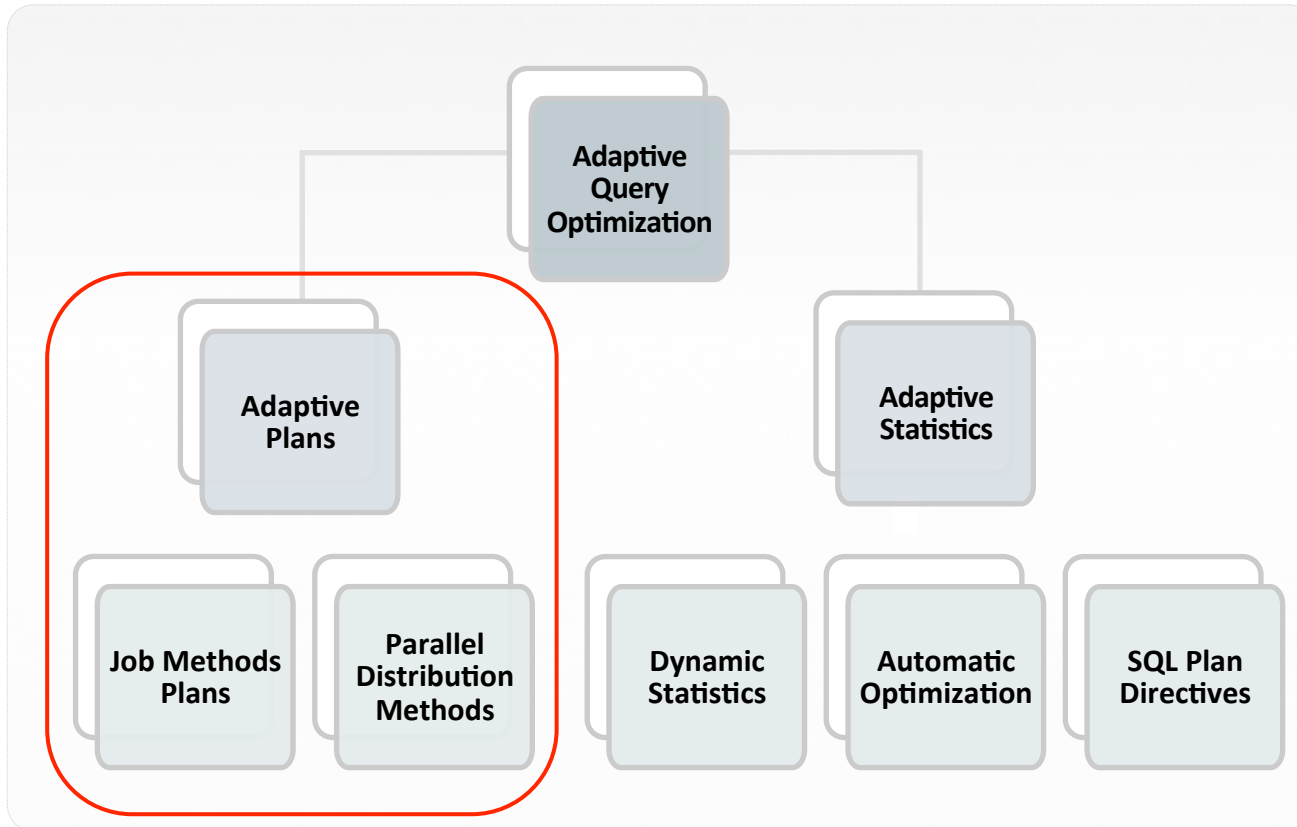 Adaptive
Query
Optimization
Adaptive
Plans
Adaptive
Statistics
Job Methods
Plans
Parallel
Distribution
Methods
Dynamic
Statistics
Automatic
Optimization
SQL Plan
Directives